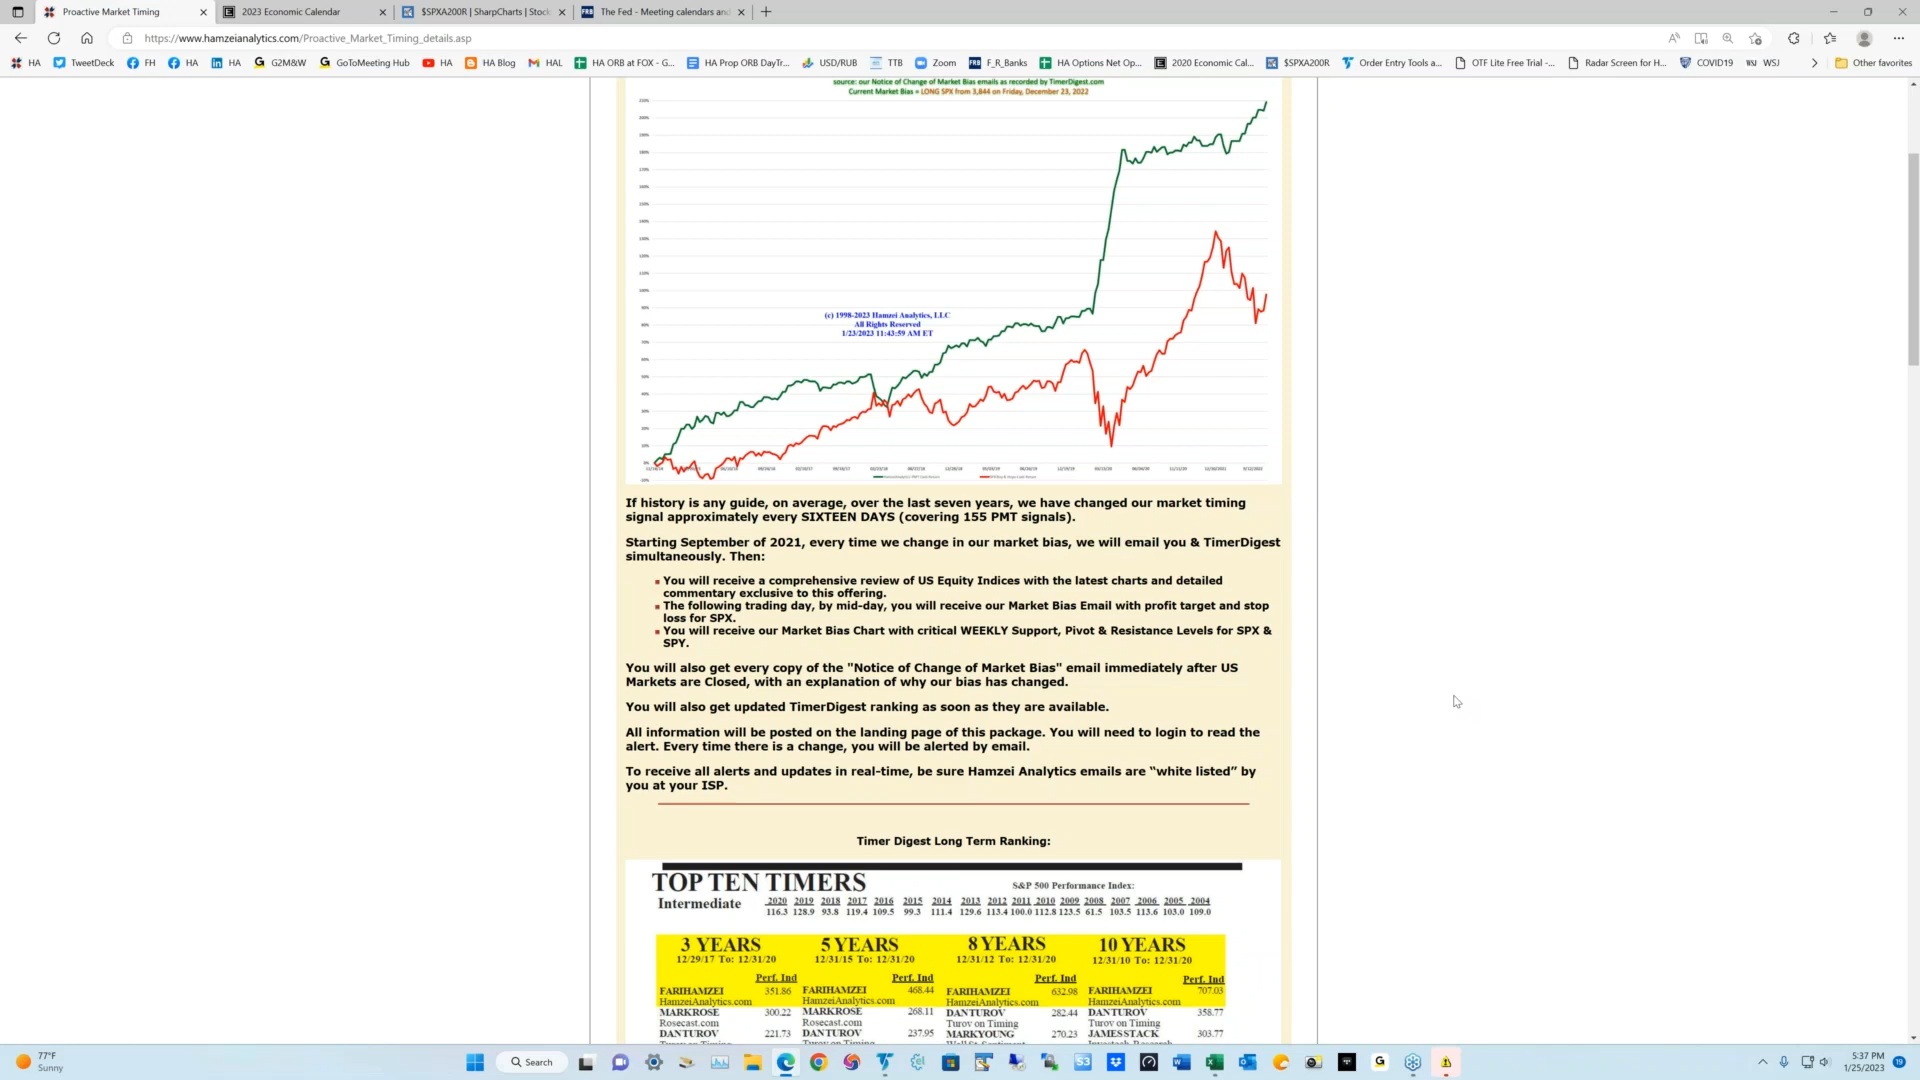 Proactive Market Timing
2023 Economic Calendar
$SPXA200R | SharpCharts | Stock
The Fed - Meeting calendars and
https://www.hamzeianalytics.com/Proactive_Market_Timing_details.asp
HA TweetDeck FH HA HA G2M&W GoToMeeting Hub HA HA Blog HAL HA ORB at FOX - G... HA Prop ORB DayTr... USD/RUB TTB Zoom F_R_Banks HA Options Net Op... 2020 Economic Cal... $SPXA200R Order Entry Tools a... OTF Lite Free Trial -... Radar Screen for H... COVID19 WSJ WSJ Other favorites
source: our Notice of Change of Market Bias emails as recorded by TimerDigest.com
Current Market Bias = LONG SPX from 3,844 on Friday, December 23, 2022
(c) 1998-2023 Hamzei Analytics, LLC
All Rights Reserved
1/23/2023 11:43:59 AM ET
If history is any guide, on average, over the last seven years, we have changed our market timing
signal approximately every SIXTEEN DAYS (covering 155 PMT signals).
Starting September of 2021, every time we change in our market bias, we will email you & TimerDigest
simultaneously. Then:
You will receive a comprehensive review of US Equity Indices with the latest charts and detailed
commentary exclusive to this offering.
The following trading day, by mid-day, you will receive our Market Bias Email with profit target and stop
loss for SPX.
You will receive our Market Bias Chart with critical WEEKLY Support, Pivot & Resistance Levels for SPX &
SPY.
You will also get every copy of the "Notice of Change of Market Bias" email immediately after US
Markets are Closed, with an explanation of why our bias has changed.
You will also get updated TimerDigest ranking as soon as they are available.
All information will be posted on the landing page of this package. You will need to login to read the
alert. Every time there is a change, you will be alerted by email.
To receive all alerts and updates in real-time, be sure Hamzei Analytics emails are “white listed” by
you at your ISP.
Timer Digest Long Term Ranking:
TOP TEN TIMERS
S&P 500 Performance Index:
Intermediate
2020 2019 2018 2017 2016 2015 2014 2013 2012 2011 2010 2009 2008 2007 2006 2005 2004
116.3 128.9 93.8 119.4 109.5 99.3 111.4 129.6 113.4 100.0 112.8 123.5 61.5 103.5 113.6 103.0 109.0
3 YEARS 5 YEARS 8 YEARS 10 YEARS
12/29/17 To: 12/31/20 12/31/15 To: 12/31/20 12/31/12 To: 12/31/20 12/31/10 To: 12/31/20
Perf. Ind Perf. Ind Perf. Ind Perf. Ind
FARIHAMZEI 351.86 FARIHAMZEI 468.44 FARIHAMZEI 632.98 FARIHAMZEI 707.03
HamzeiAnalytics.com HamzeiAnalytics.com HamzeiAnalytics.com HamzeiAnalytics.com
MARKROSE 300.22 MARKROSE 268.11 DANTUROV 282.44 DANTUROV 358.77
Rosecast.com Rosecast.com Turov on Timing Turov on Timing
DANTUROV 221.73 DANTUROV 237.95 MARKYOUNG 270.23 JAMESSTACK 303.77
77°F
Sunny
Search
5:37 PM
1/25/2023
19